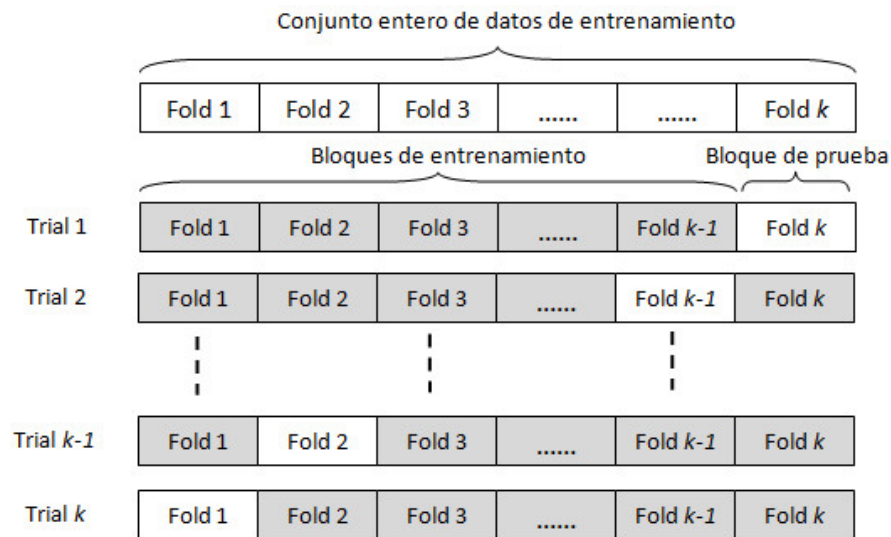 Conjunto entero de datos de entrenamiento
Fold 1 Fold 2 Fold 3 ...... ...... Fold k
Bloques de entrenamiento Bloque de prueba
Trial 1 Fold 1 Fold 2 Fold 3 ...... Fold k-1 Fold k
Trial 2 Fold 1 Fold 2 Fold 3 ...... Fold k-1 Fold k
Trial k-1 Fold 1 Fold 2 Fold 3 ...... Fold k-1 Fold k
Trial k Fold 1 Fold 2 Fold 3 ...... Fold k-1 Fold k